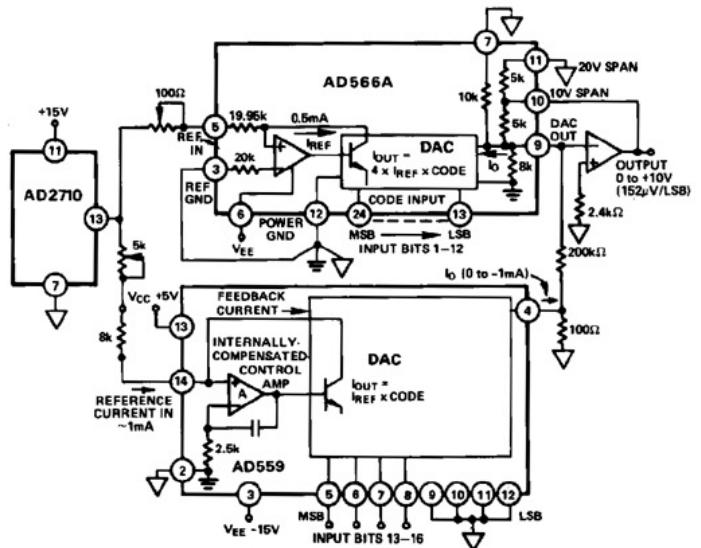 7
11
20V SPAN
AD566A
5k
100Ω
10k
10
10V SPAN
+15V
19.95k
0.5mA
5k
DAC
OUT
5
REF
IN
IREF
DAC
9
11
20k
IOUT =
4 × IREF × CODE
IO
8k
OUTPUT
0 to +10V
(152µV/LSB)
3
REF
GND
AD2710
13
6
POWER
GND
12
CODE INPUT
24
13
2.4kΩ
VEE
MSB
LSB
INPUT BITS 1–12
5k
200kΩ
7
IO (0 to -1mA)
VCC +5V
FEEDBACK
CURRENT
4
8k
13
INTERNALLY-
COMPENSATED-
CONTROL
AMP
DAC
100Ω
14
A
IOUT =
IREF × CODE
REFERENCE
CURRENT IN
~1mA
2.5k
2
AD559
3
5
6
7
8
9
10
11
12
MSB
LSB
VEE -15V
INPUT BITS 13–16